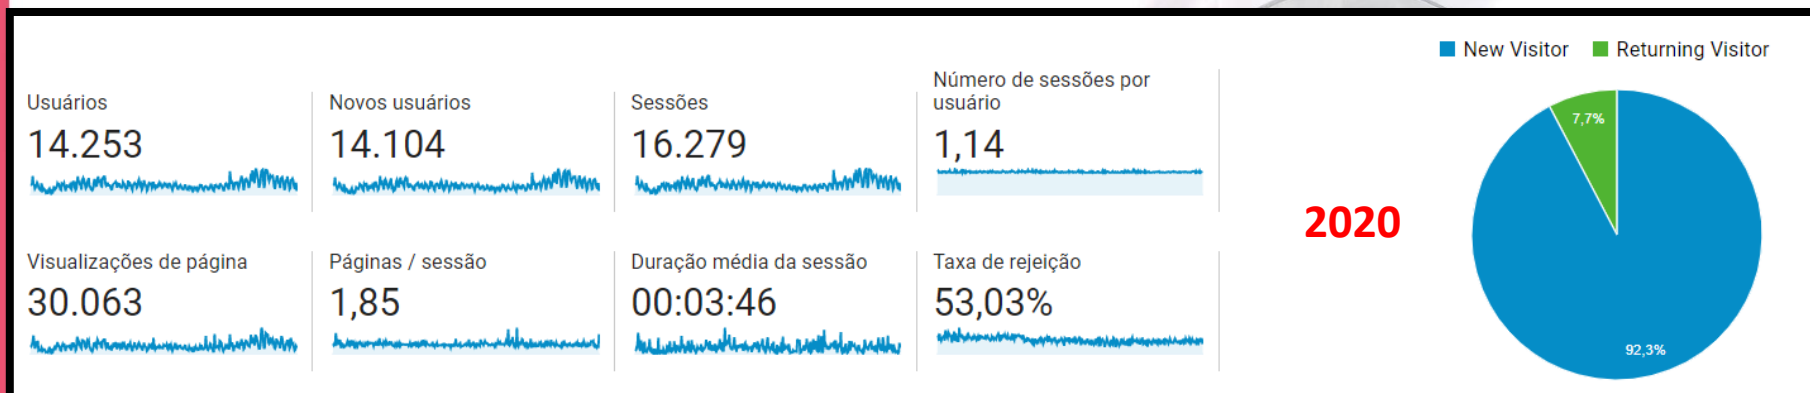 New Visitor
Returning Visitor
Usuários
14.253
Novos usuários
14.104
Sessões
16.279
Número de sessões por
usuário
1,14
Visualizações de página
30.063
Páginas / sessão
1,85
Duração média da sessão
00:03:46
Taxa de rejeição
53,03%
2020
7,7%
92,3%